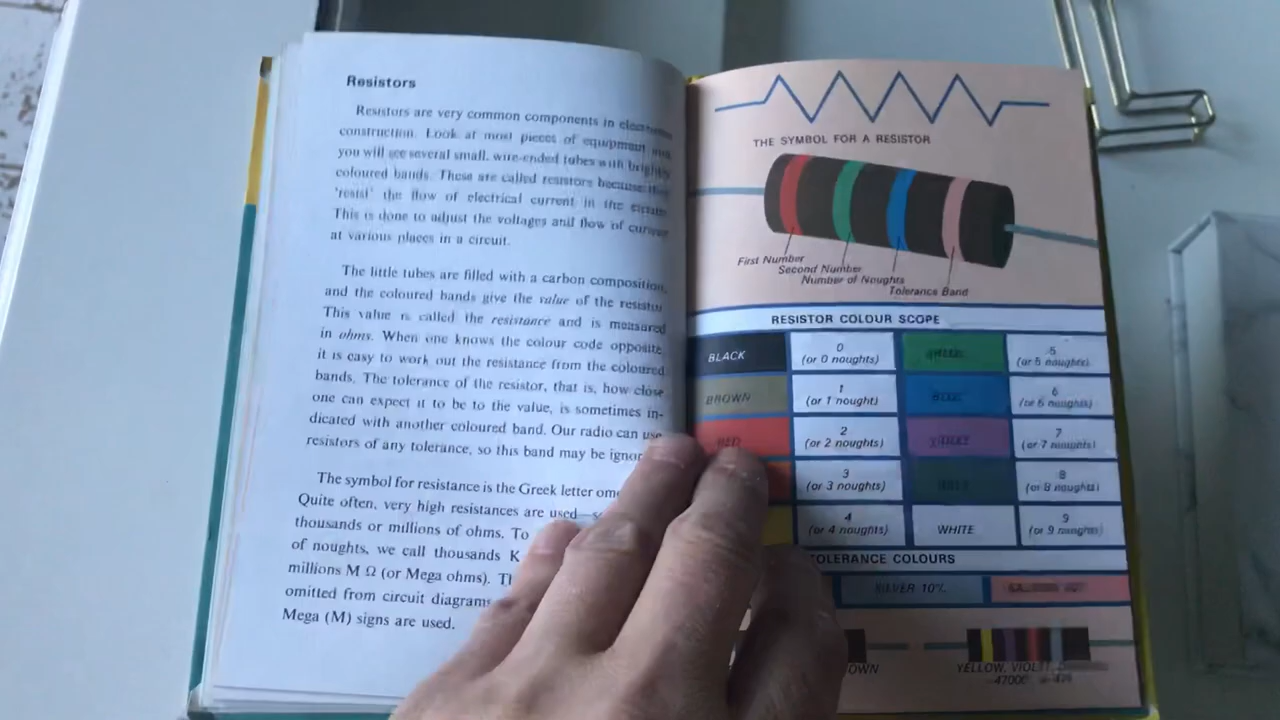 Resistors
Resistors are very common components in
construction. Look at most pieces of equipment and
you will see several small, wire-ended tubes with brightly
coloured bands. These are called resistors because they
'resist' the flow of electrical current in the circuit.
This is done to adjust the voltages and flow of current
at various places in a circuit.
The little tubes are filled with a carbon composition,
and the coloured bands give the value of the resistor.
This value is called the resistance and is measured
in ohms. When one knows the colour code opposite,
it is easy to work out the resistance from the coloured
bands. The tolerance of the resistor, that is, how close
one can expect it to be to the value, is sometimes in-
dicated with another coloured band. Our radio can use
resistors of any tolerance, so this band may be
The symbol for resistance is the Greek letter
Quite often, very high resistances are used—
thousands or millions of ohms. To
of noughts, we call thousands K
millions M Ω (or Mega ohms).
omitted from circuit diagrams
Mega (M) signs are used.
THE SYMBOL FOR A RESISTOR
First Number
Second Number
Number of Noughts
Tolerance Band
RESISTOR COLOUR SCOPE
BLACK 0 GREEN 5
(or 0 noughts) (or 5 noughts)
BROWN 1 BLUE 6
(or 1 nought) (or 6 noughts)
RED 2 VIOLET 7
(or 2 noughts) (or 7 noughts)
3 8
(or 3 noughts) (or 8 noughts)
4 WHITE 9
(or 4 noughts) (or 9 noughts)
TOLERANCE COLOURS
SILVER 10%
OWN YELLOW, VIOLET,